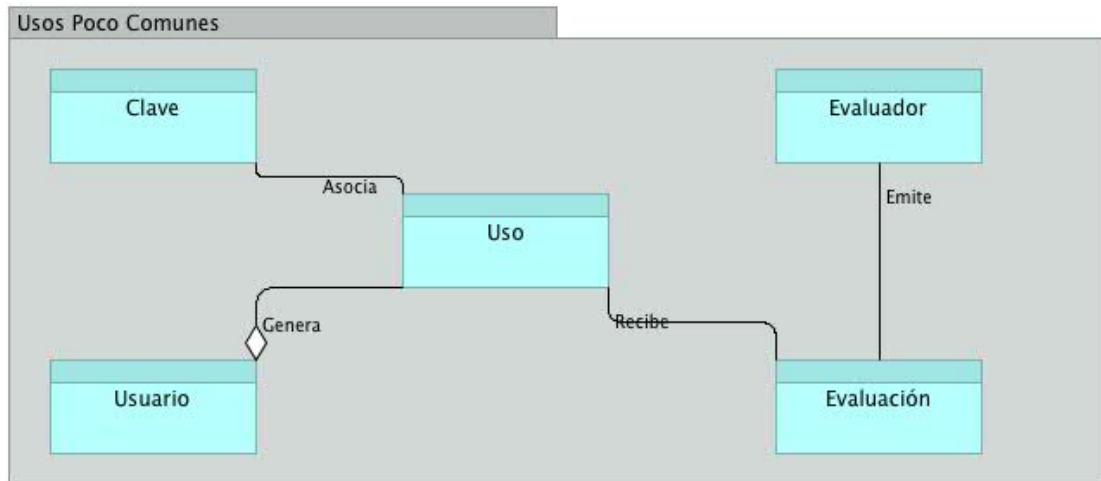 Usos Poco Comunes
Clave
Evaluador
Asocia
Emite
Uso
Genera
Recibe
Usuario
Evaluación